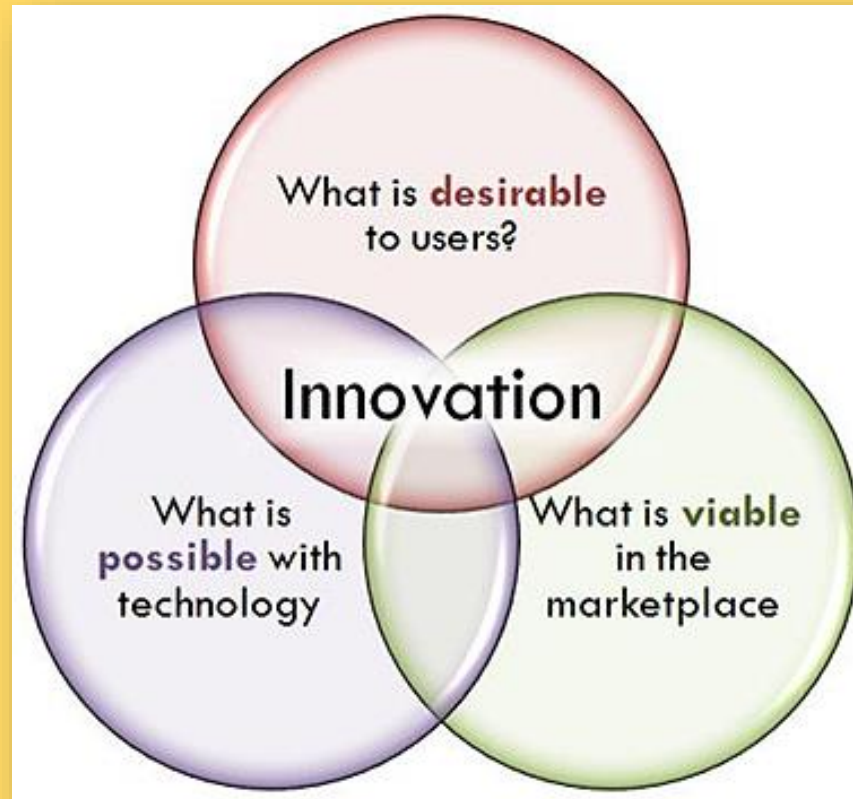 What is desirable
to users?
Innovation
What is
possible with
technology
What is viable
in the
marketplace